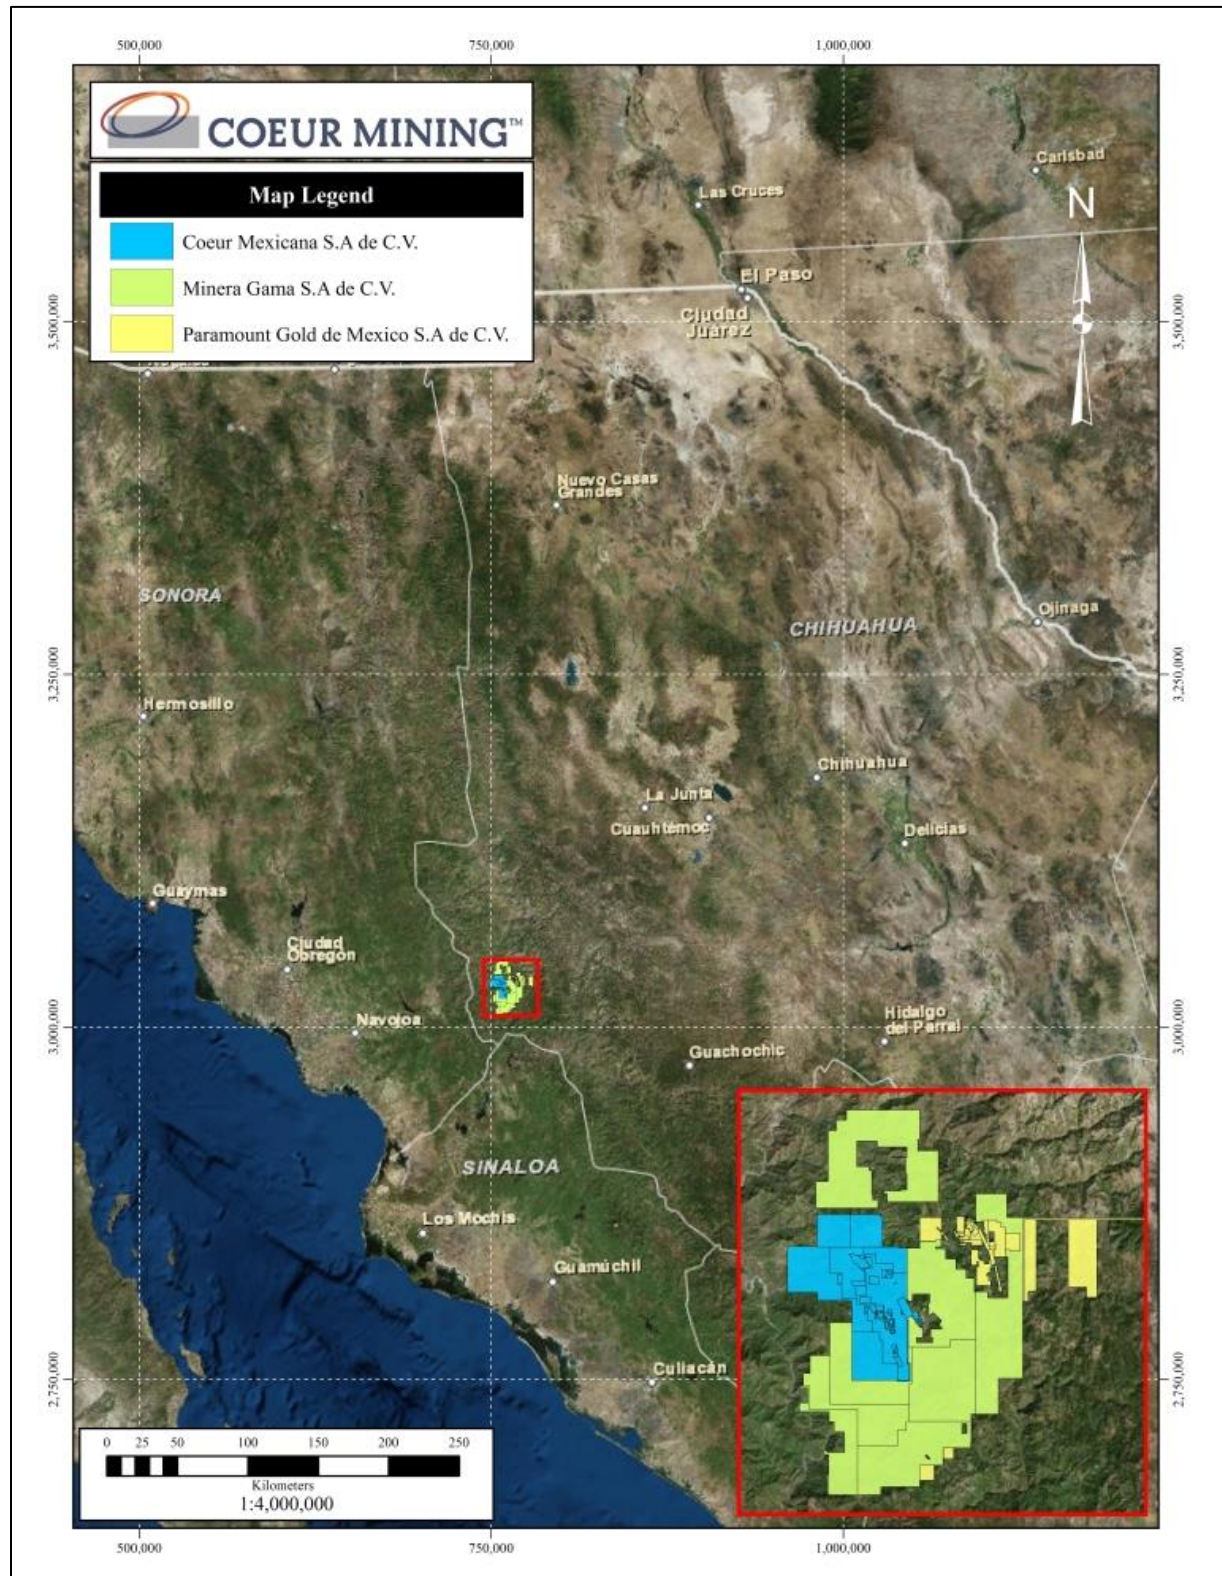 500,000
750,000
1,000,000
COEUR MINING™
Map Legend
Coeur Mexicana S.A de C.V.
Minera Gama S.A de C.V.
Paramount Gold de Mexico S.A de C.V.
Carlsbad
Las Cruces
N
El Paso
Ciudad
Juárez
3,500,000
3,500,000
Nuevo Casas
Grandes
SONORA
CHIHUAHUA
Ojinaga
3,250,000
3,250,000
Hermosillo
Chihuahua
La Junta
Cuauhtémoc
Delicias
Guaymas
Ciudad
Obregón
Navojoa
3,000,000
3,000,000
Hidalgo
del Parral
Guachochic
SINALOA
Los Mochis
Guamúchil
Culiacán
2,750,000
2,750,000
0 25 50 100 150 200 250
Kilometers
1:4,000,000
500,000
750,000
1,000,000